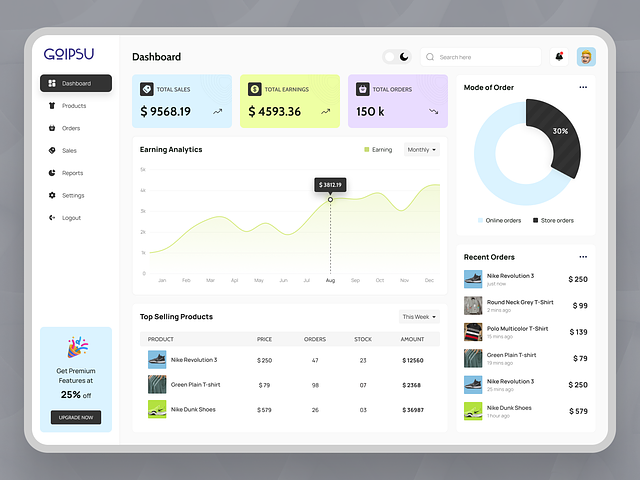 GOIPSU
Dashboard
Products
Orders
Sales
Reports
Settings
Logout
Get Premium
Features at
25% off
UPGRADE NOW
Dashboard
Search here
TOTAL SALES
$ 9568.19
TOTAL EARNINGS
$ 4593.36
TOTAL ORDERS
150 k
Earning Analytics
Earning
Monthly
5k
4k
3k
2k
1k
0
$ 3812.19
Jan Feb Mar Apl May Jun Jul Aug Sep Oct Nov Dec
Top Selling Products
This Week
PRODUCT PRICE ORDERS STOCK AMOUNT
Nike Revolution 3 $ 250 47 23 $ 12560
Green Plain T-shirt $ 79 98 07 $ 2368
Nike Dunk Shoes $ 579 26 03 $ 36987
Mode of Order
30%
Online orders Store orders
Recent Orders
Nike Revolution 3 $ 250
just now
Round Neck Grey T-Shirt $ 99
2 mins ago
Polo Multicolor T-Shirt $ 139
15 mins ago
Green Plain T-shirt $ 79
19 mins ago
Nike Revolution 3 $ 250
25 mins ago
Nike Dunk Shoes $ 579
1 hour ago